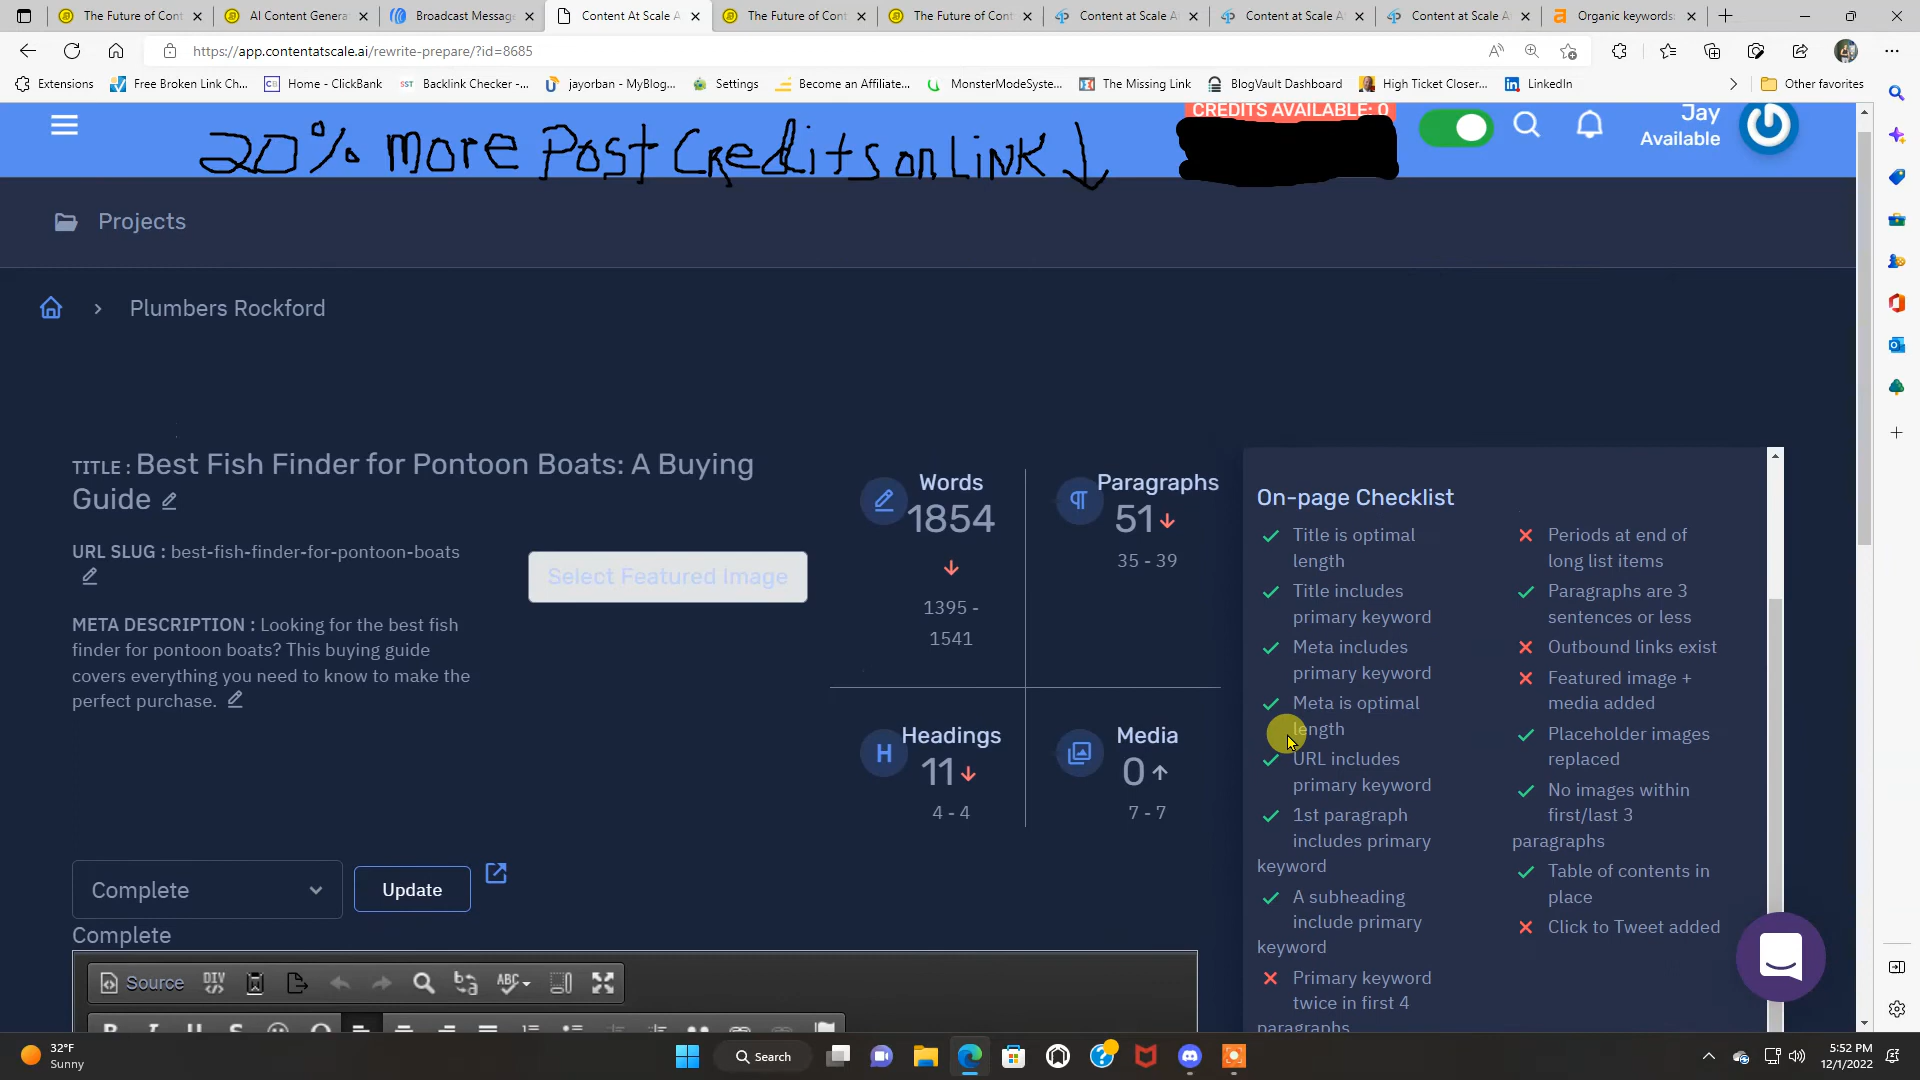 The Future of Cont
AI Content Genera
Broadcast Messag
Content At Scale A
The Future of Cont
The Future of Cont
Content at Scale A
Content at Scale A
Content at Scale A
Organic keywords:
https://app.contentatscale.ai/rewrite-prepare/?id=8685
Extensions
Free Broken Link Ch...
Home - ClickBank
Backlink Checker -...
jayorban - MyBlog...
Settings
Become an Affiliate...
MonsterModeSyste...
The Missing Link
BlogVault Dashboard
High Ticket Closer...
LinkedIn
Other favorites
CREDITS AVAILABLE: 0
20% more Post Credits on Link ↓
Jay
Available
Projects
Plumbers Rockford
TITLE : Best Fish Finder for Pontoon Boats: A Buying
Guide
URL SLUG : best-fish-finder-for-pontoon-boats
META DESCRIPTION : Looking for the best fish
finder for pontoon boats? This buying guide
covers everything you need to know to make the
perfect purchase.
Select Featured Image
Words
1854
1395 -
1541
Paragraphs
51
35 - 39
Headings
11
4 - 4
Media
0
7 - 7
On-page Checklist
Title is optimal
length
Title includes
primary keyword
Meta includes
primary keyword
Meta is optimal
length
URL includes
primary keyword
1st paragraph
includes primary
keyword
A subheading
include primary
keyword
Primary keyword
twice in first 4
paragraphs
Periods at end of
long list items
Paragraphs are 3
sentences or less
Outbound links exist
Featured image +
media added
Placeholder images
replaced
No images within
first/last 3
paragraphs
Table of contents in
place
Click to Tweet added
Complete
Update
Complete
Source
DIV
ABC
32°F
Sunny
Search
5:52 PM
12/1/2022